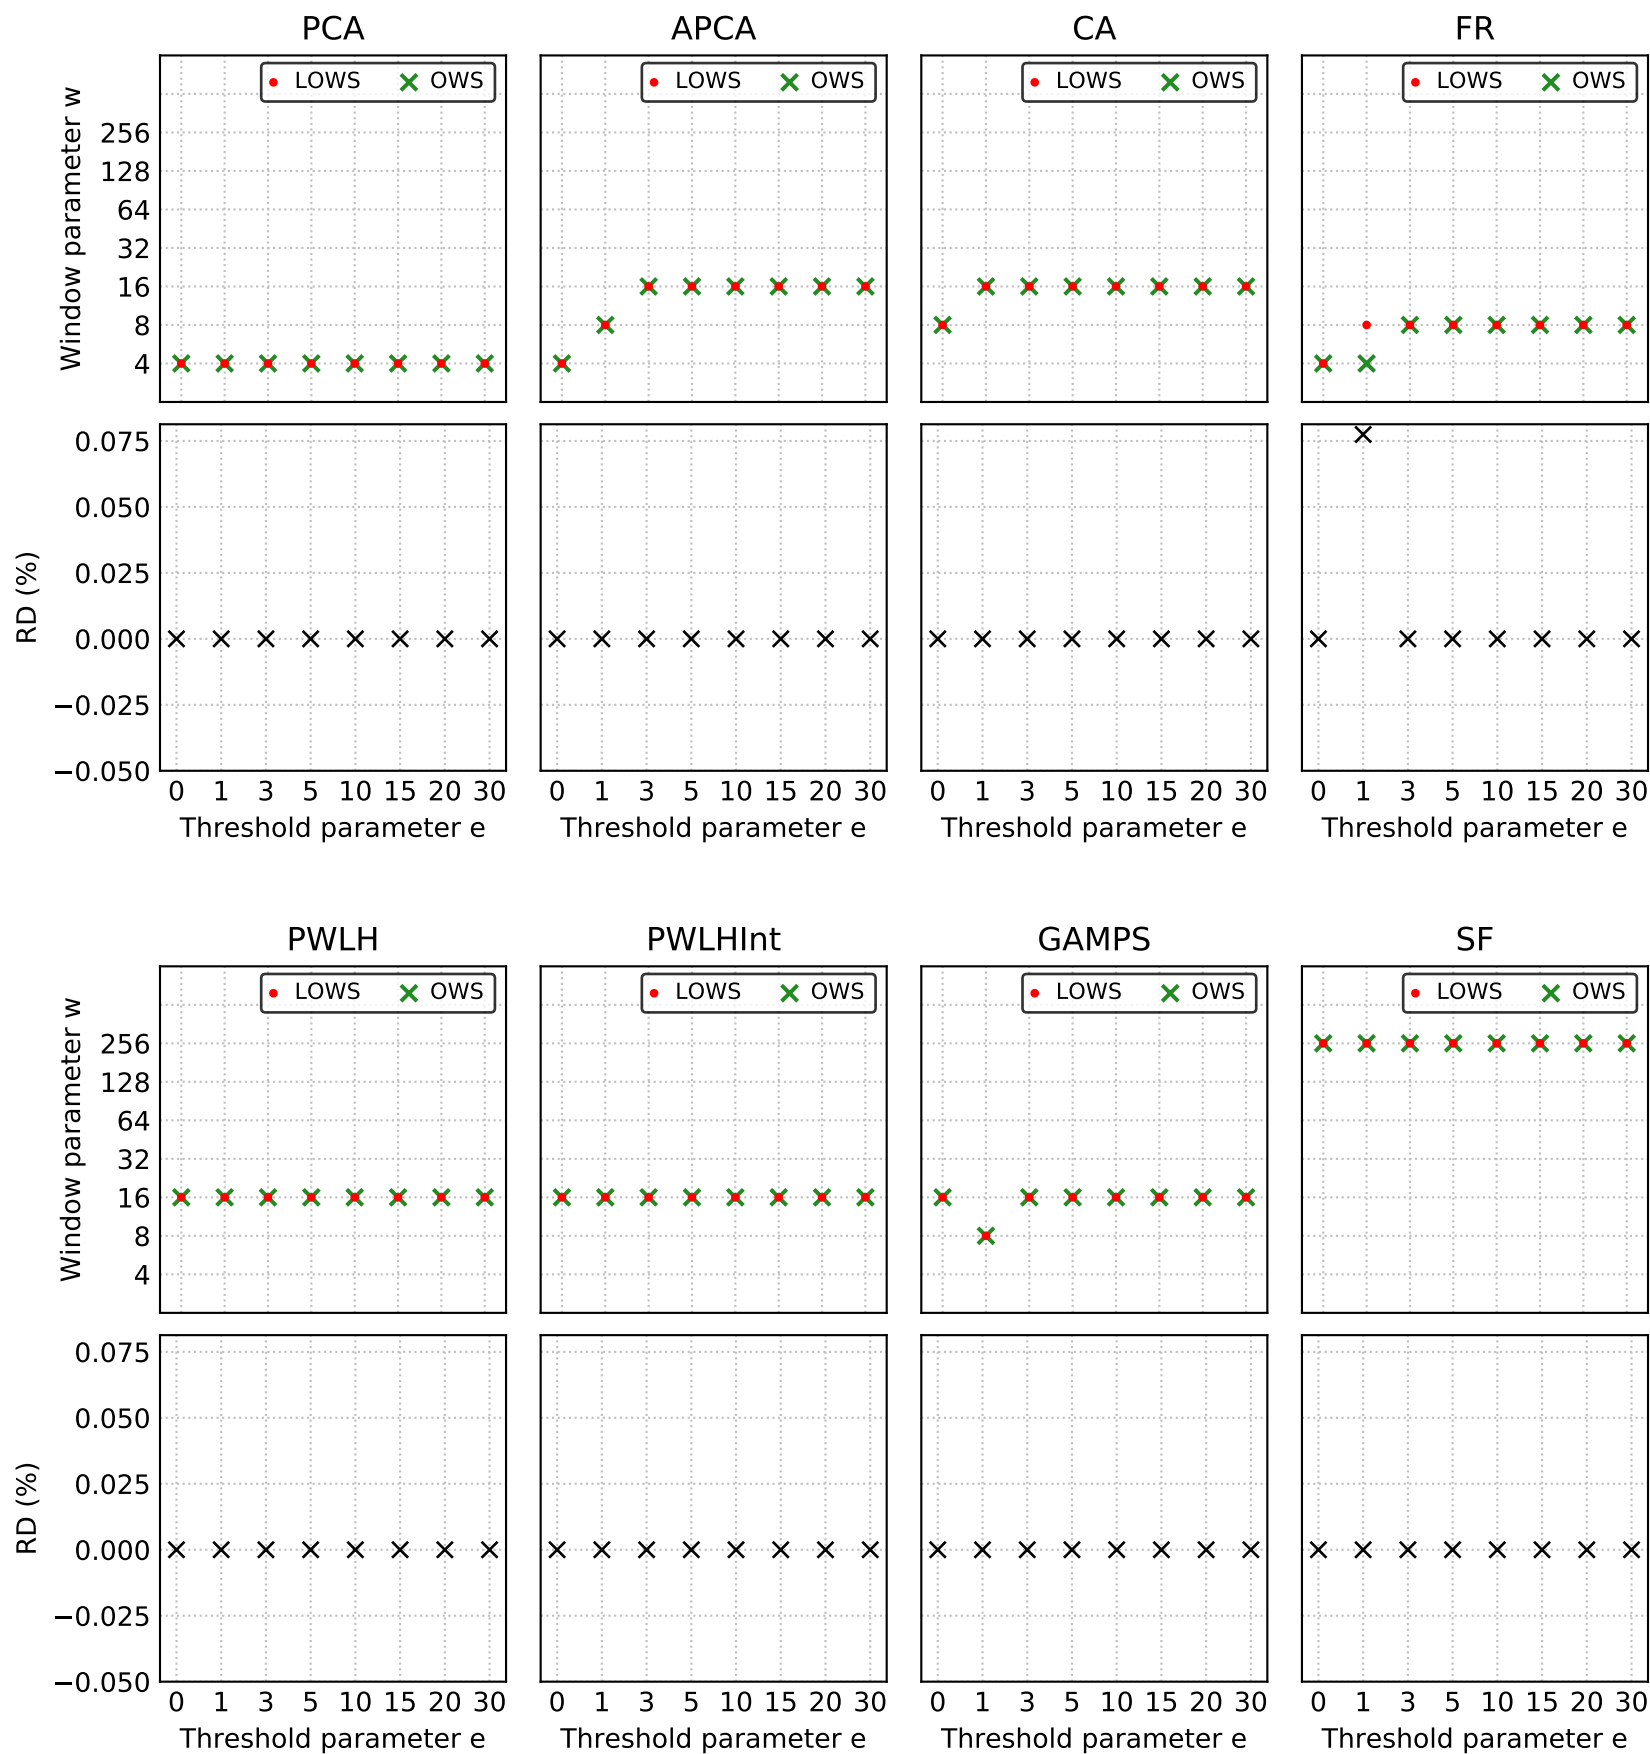 PCA APCA CA FR
LOWS OWS LOWS OWS LOWS OWS LOWS OWS
Window parameter w
256
128
64
32
16
8
4
RD (%)
0.075
0.050
0.025
0.000
−0.025
−0.050
0 1 3 5 10 15 20 30 0 1 3 5 10 15 20 30 0 1 3 5 10 15 20 30 0 1 3 5 10 15 20 30
Threshold parameter e Threshold parameter e Threshold parameter e Threshold parameter e
PWLH PWLHInt GAMPS SF
LOWS OWS LOWS OWS LOWS OWS LOWS OWS
Window parameter w
256
128
64
32
16
8
4
RD (%)
0.075
0.050
0.025
0.000
−0.025
−0.050
0 1 3 5 10 15 20 30 0 1 3 5 10 15 20 30 0 1 3 5 10 15 20 30 0 1 3 5 10 15 20 30
Threshold parameter e Threshold parameter e Threshold parameter e Threshold parameter e